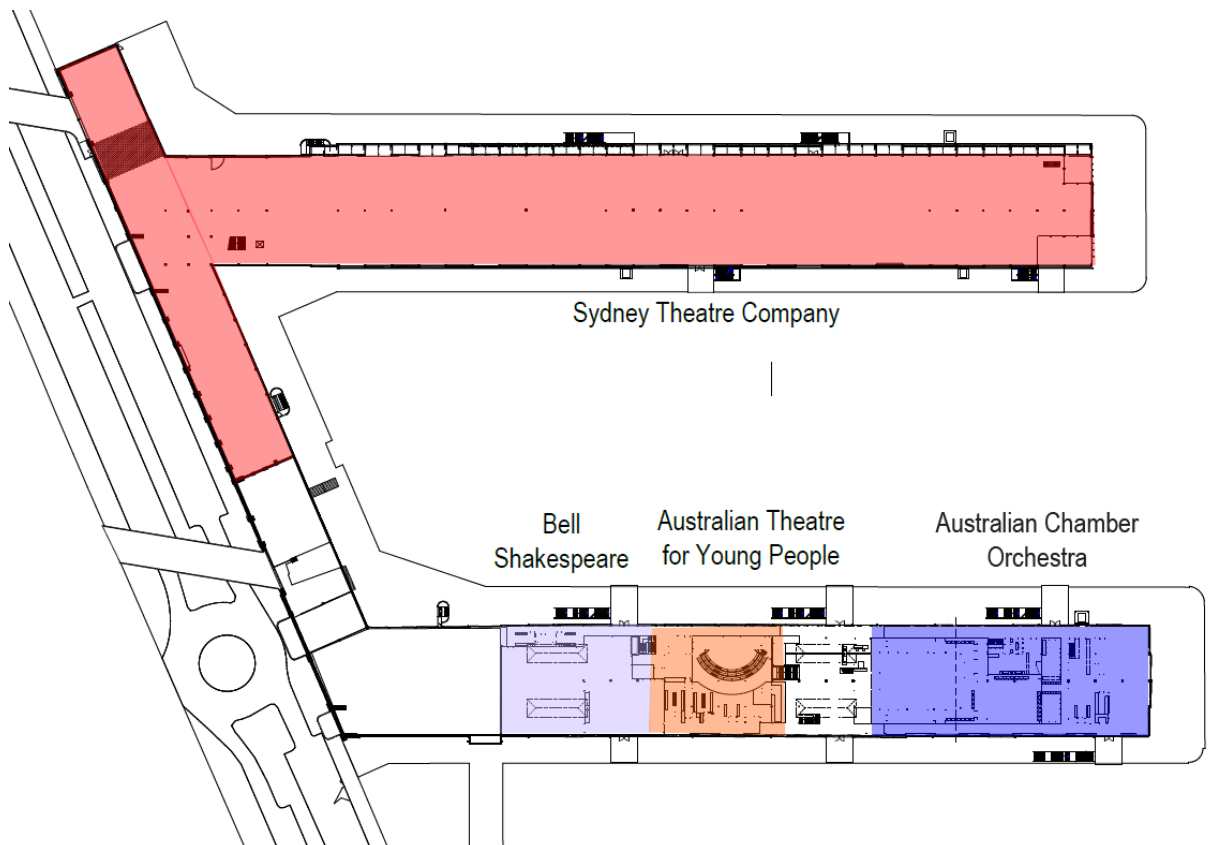 Sydney Theatre Company
Bell
Shakespeare
Australian Theatre
for Young People
Australian Chamber
Orchestra